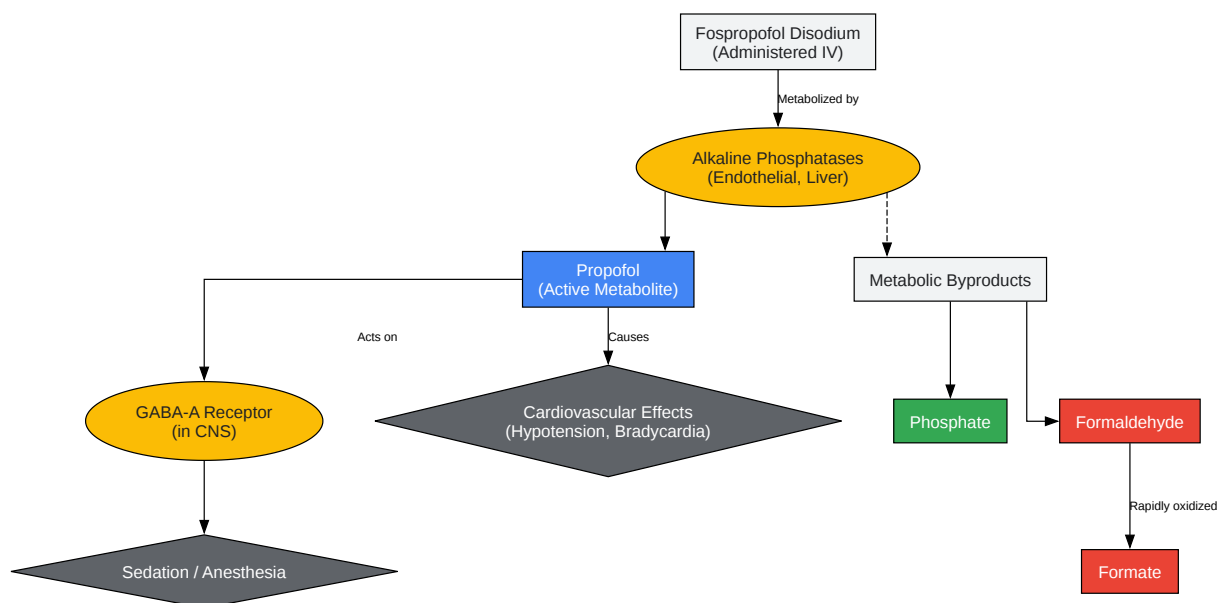 Fospropofol Disodium
(Administered IV)
Metabolized by
Alkaline Phosphatases
(Endothelial, Liver)
Propofol
(Active Metabolite)
Metabolic Byproducts
Acts on
Causes
GABA-A Receptor
(in CNS)
Cardiovascular Effects
(Hypotension, Bradycardia)
Phosphate
Formaldehyde
Rapidly oxidized
Sedation / Anesthesia
Formate